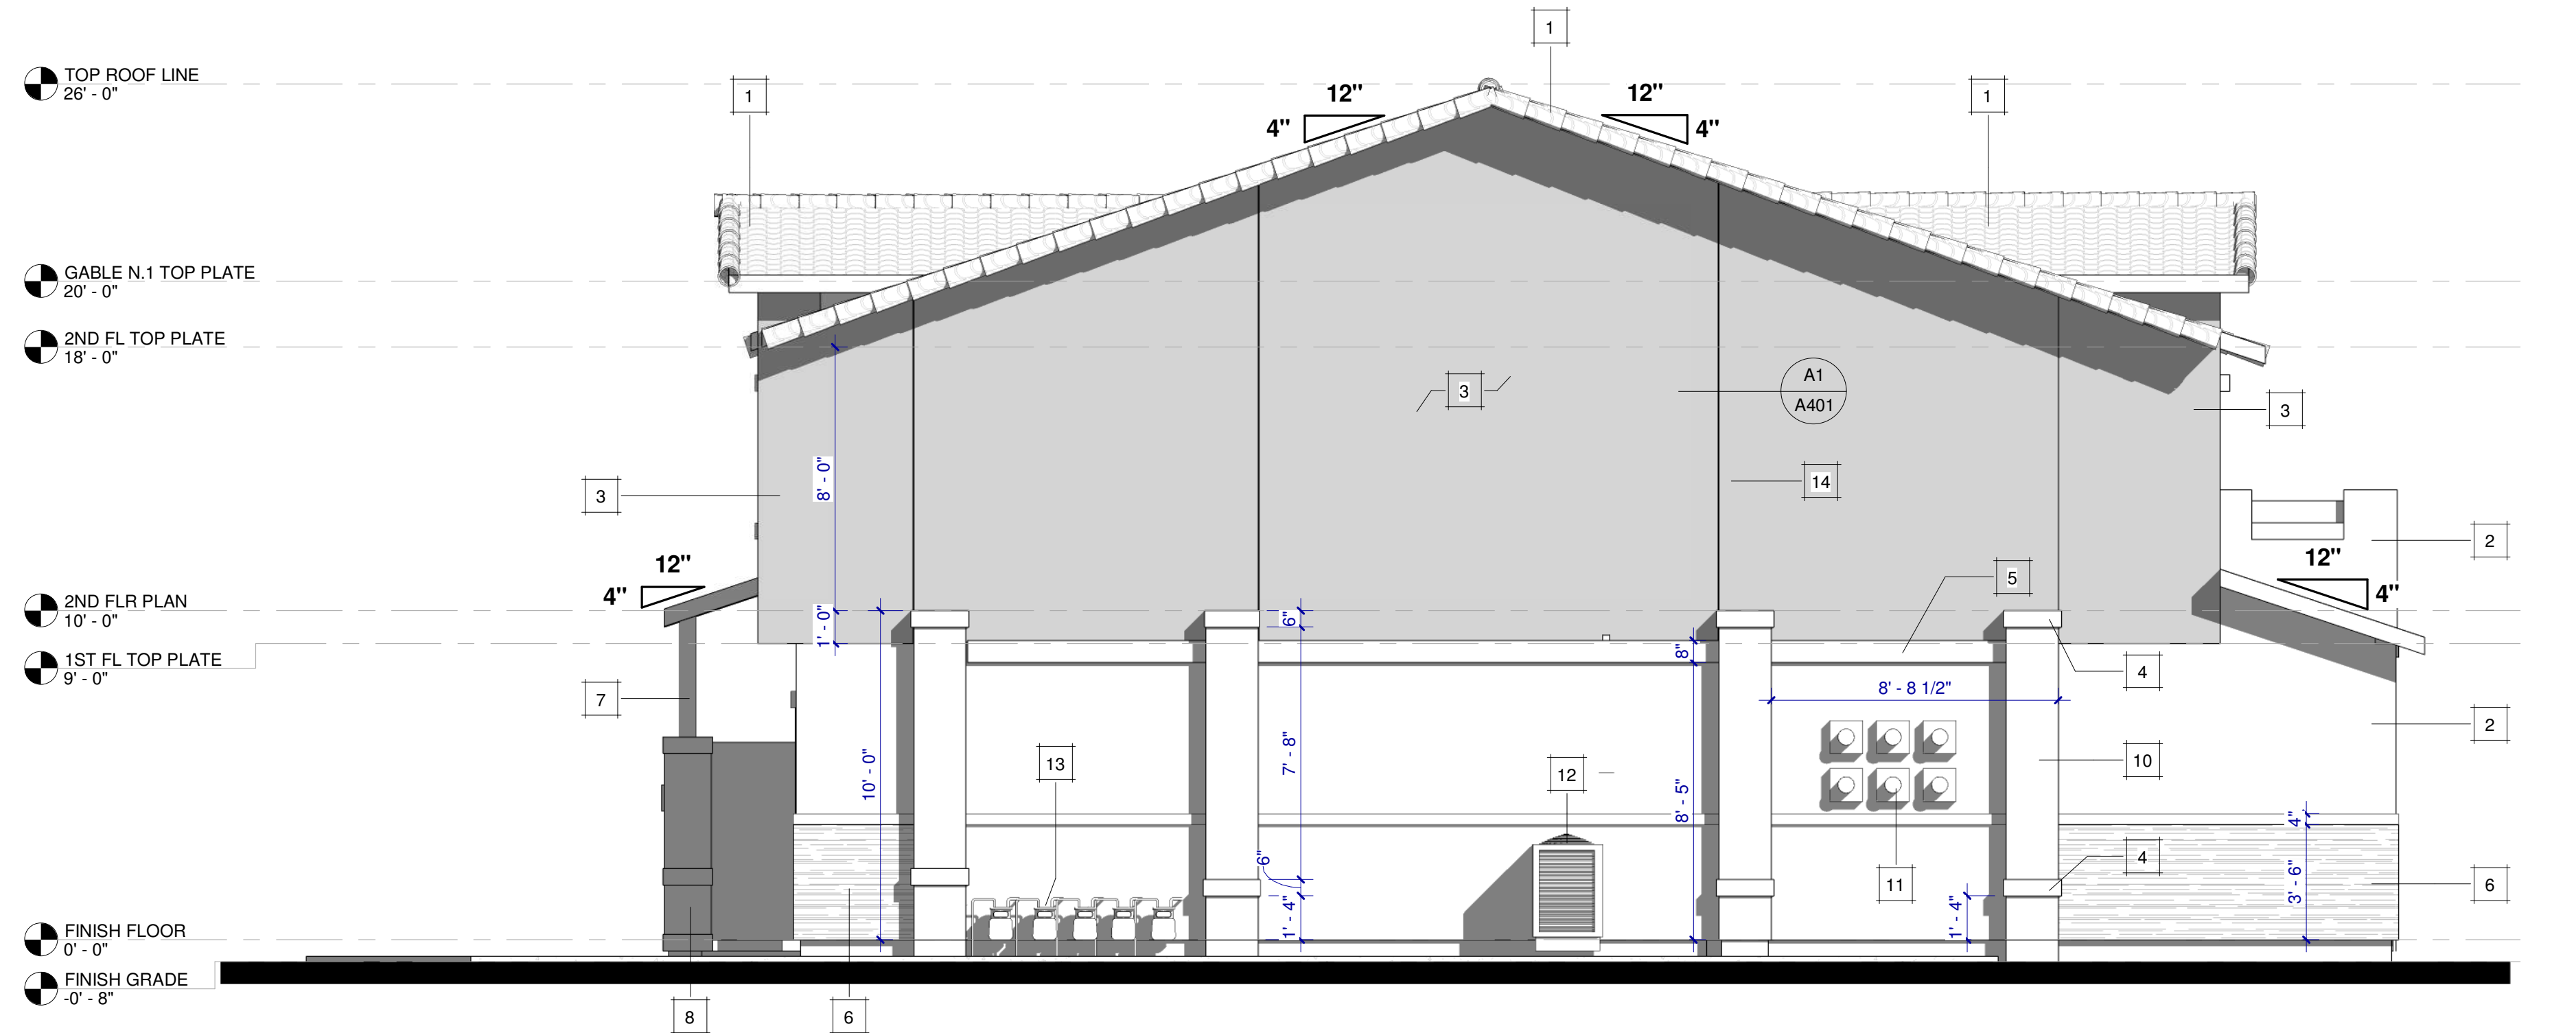 1
TOP ROOF LINE
26' - 0"
1
12"
4"
12"
4"
1
GABLE N.1 TOP PLATE
20' - 0"
2ND FL TOP PLATE
18' - 0"
3
A1
A401
3
8' - 0"
14
3
2
12"
4"
5
12"
4"
2ND FLR PLAN
10' - 0"
1' - 0"
6"
1ST FL TOP PLATE
9' - 0"
8"
4
7
8' - 8 1/2"
2
10' - 0"
13
7' - 8"
12
8' - 5"
10
4"
6"
11
4
3' - 6"
6
1' - 4"
1' - 4"
FINISH FLOOR
0' - 0"
FINISH GRADE
-0' - 8"
8
6